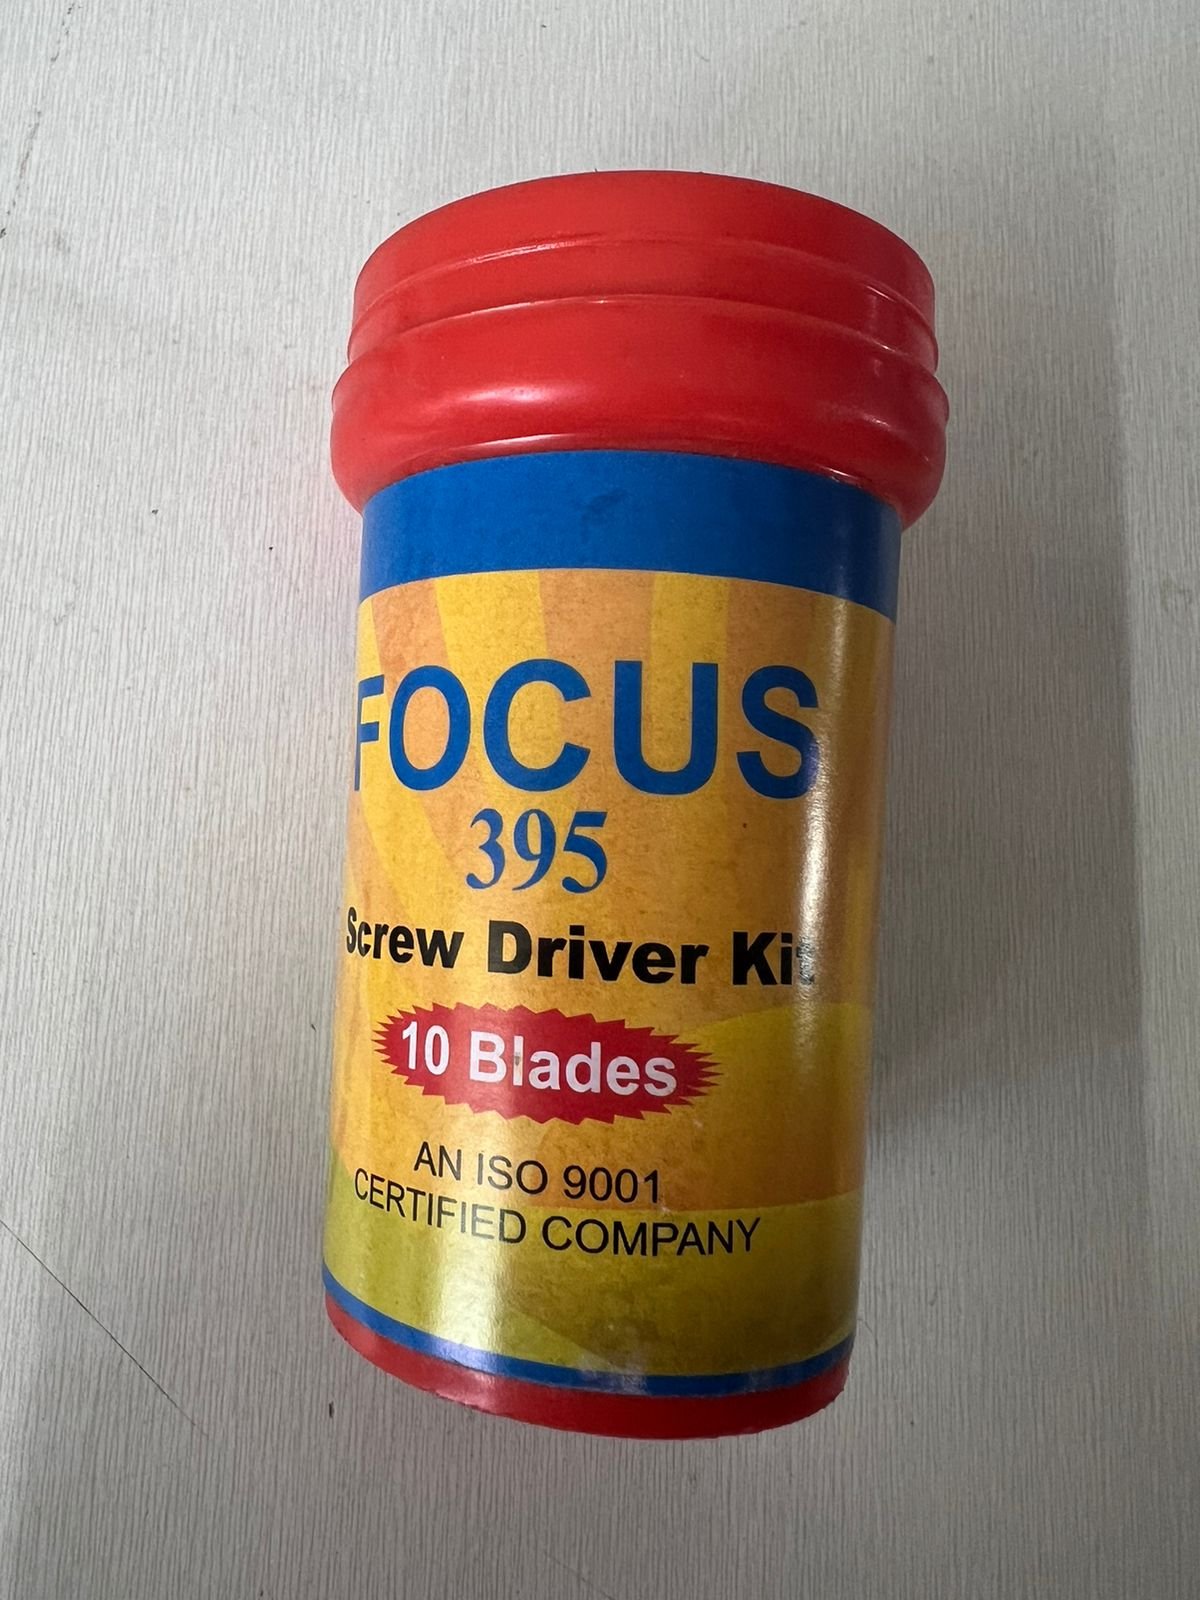 FOCUS
395
Screw Driver Kit
10 Blades
AN ISO 9001
CERTIFIED COMPANY